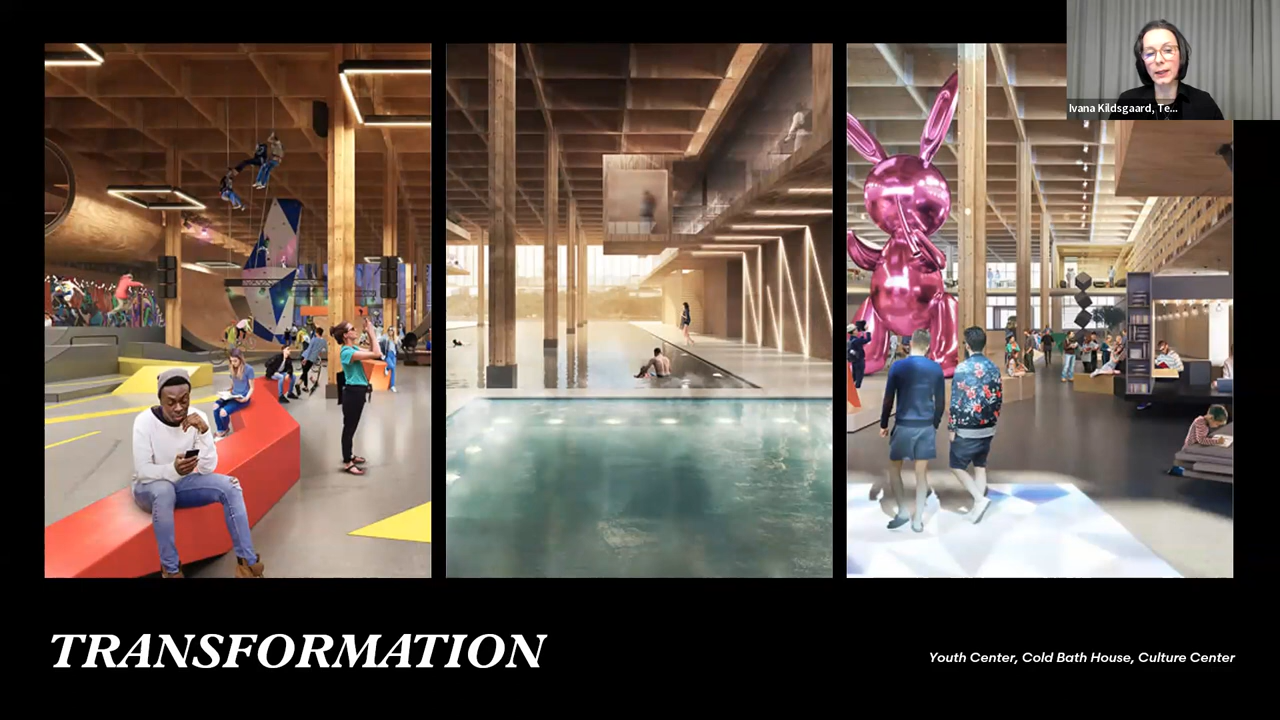 Ivana Kildsgaard, Te...
TRANSFORMATION
Youth Center, Cold Bath House, Culture Center